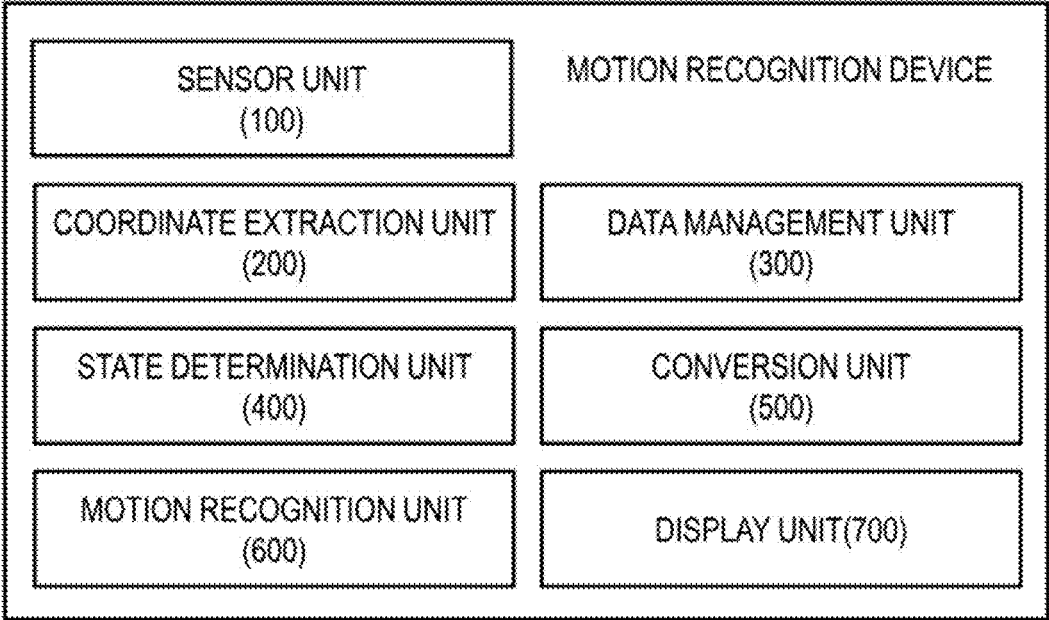 SENSOR UNIT
(100)
MOTION RECOGNITION DEVICE
COORDINATE EXTRACTION UNIT
(200)
DATA MANAGEMENT UNIT
(300)
STATE DETERMINATION UNIT
(400)
CONVERSION UNIT
(500)
MOTION RECOGNITION UNIT
(600)
DISPLAY UNIT(700)